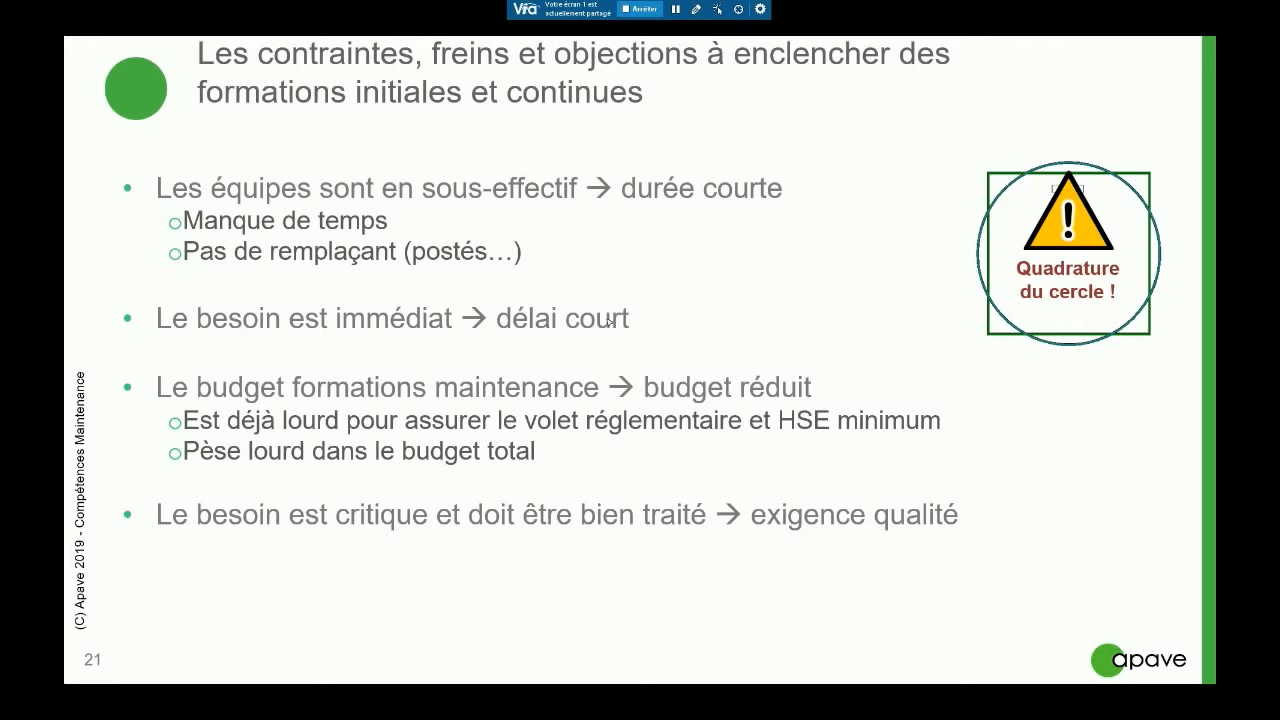 Votre écran 1 est
actuellement partagé
Arrêter
Les contraintes, freins et objections à enclencher des
formations initiales et continues
• Les équipes sont en sous-effectif → durée courte
oManque de temps
oPas de remplaçant (postés…)
• Le besoin est immédiat → délai court
• Le budget formations maintenance → budget réduit
oEst déjà lourd pour assurer le volet réglementaire et HSE minimum
oPèse lourd dans le budget total
• Le besoin est critique et doit être bien traité → exigence qualité
!
Quadrature
du cercle !
(C) Apave 2019 - Compétences Maintenance
21
apave